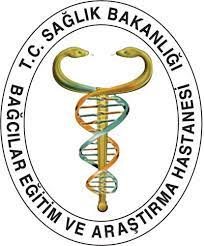 T.C. SAĞLIK BAKANLIĞI
BAĞCILAR EĞİTİM VE ARAŞTIRMA HASTANESİ